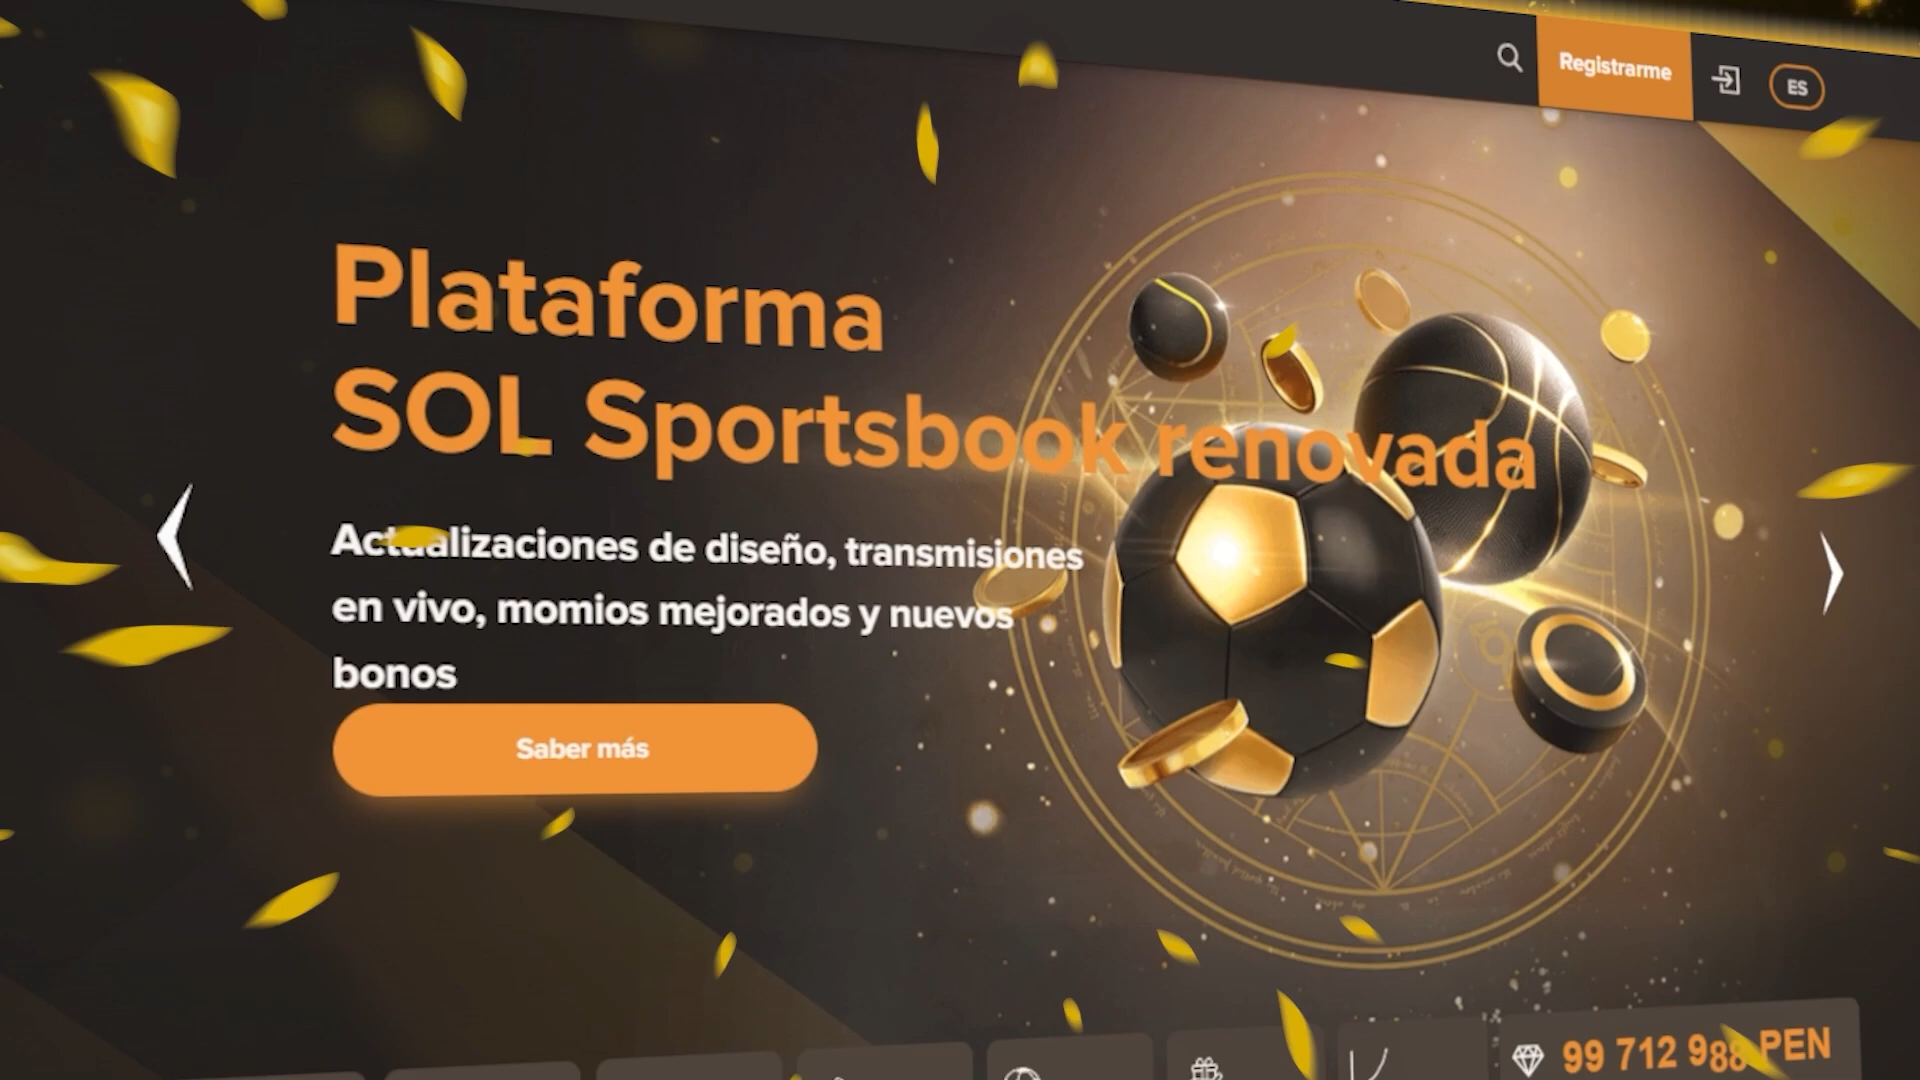 Registrarme
ES
Plataforma
SOL Sportsbook renovada
Actualizaciones de diseño, transmisiones
en vivo, momios mejorados y nuevos
bonos
Saber más
99 712 988 PEN